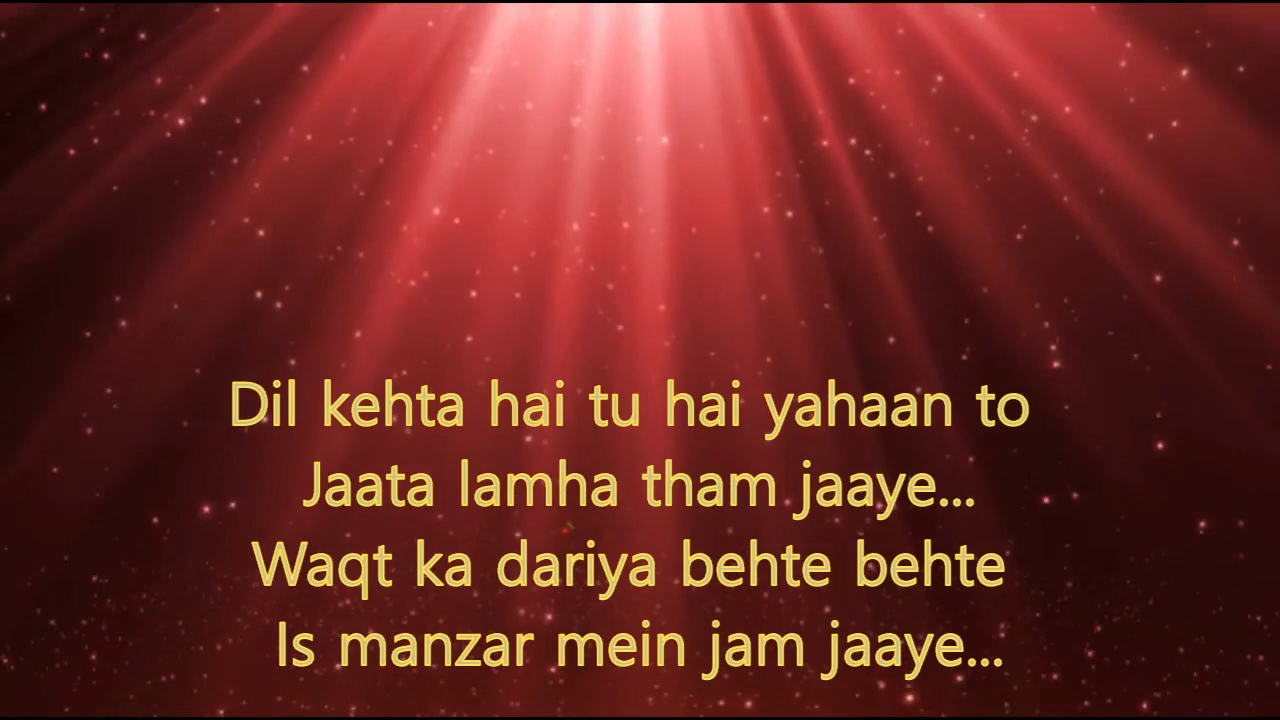 Dil kehta hai tu hai yahaan to
Jaata lamha tham jaaye...
Waqt ka dariya behte behte
Is manzar mein jam jaaye...